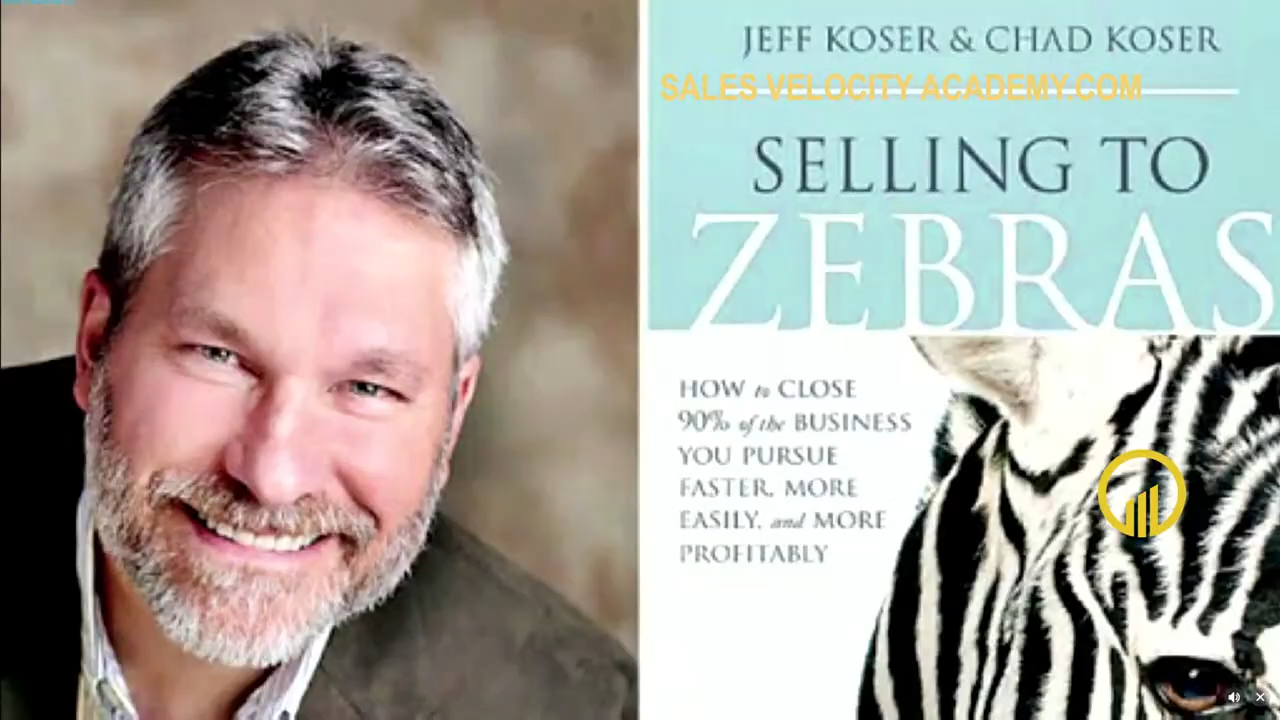 JEFF KOSER & CHAD KOSER
SALES VELOCITY ACADEMY.COM
SELLING TO
ZEBRAS
HOW to CLOSE
90% of the BUSINESS
YOU PURSUE
FASTER, MORE
EASILY, and MORE
PROFITABLY